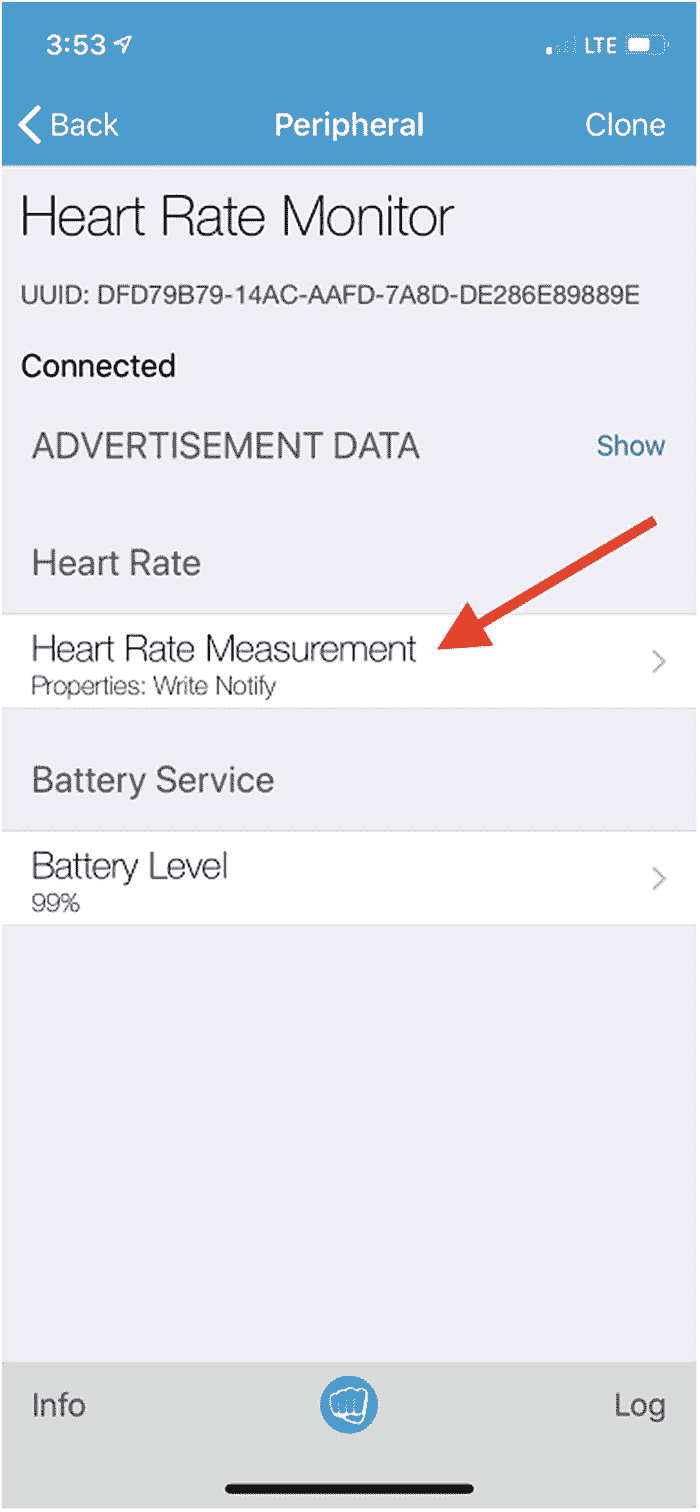 3:53 LTE
Back Peripheral Clone
Heart Rate Monitor
UUID: DFD79B79-14AC-AAFD-7A8D-DE286E89889E
Connected
ADVERTISEMENT DATA Show
Heart Rate
Heart Rate Measurement
Properties: Write Notify
Battery Service
Battery Level
99%
Info Log